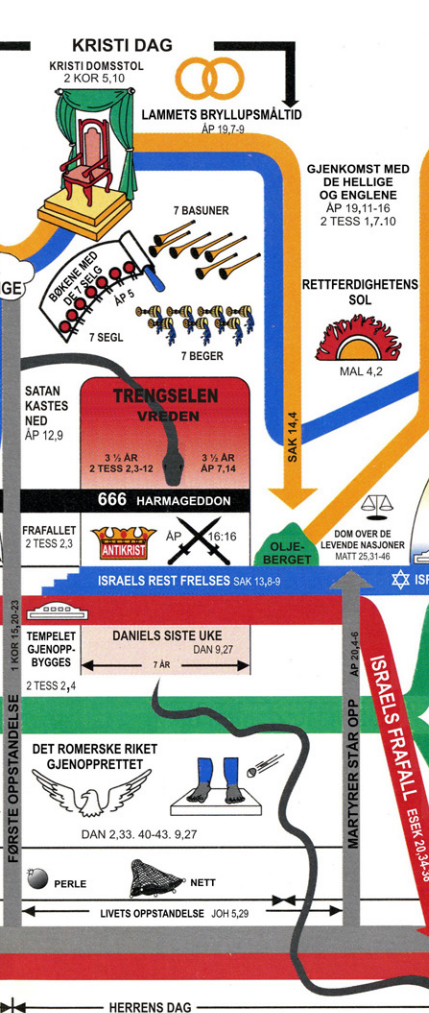 KRISTI DAG
KRISTI DOMSSTOL
2 KOR 5,10
LAMMETS BRYLLUPSMÅLTID
ÅP 19,7-9
GJENKOMST MED
DE HELLIGE
OG ENGLENE
ÅP 19,11-16
2 TESS 1,7.10
7 BASUNER
BØKENE MED
DE 7 SELG
ÅP 5
7 SEGL
7 BEGER
RETTFERDIGHETENS
SOL
MAL 4,2
IGE
SATAN
KASTES
NED
ÅP 12,9
TRENGSELEN
VREDEN
3 ½ ÅR
2 TESS 2,3-12
3 ½ ÅR
ÅP 7,14
SAK 14,4
666 HARMAGEDDON
FRAFALLET
2 TESS 2,3
ANTIKRIST
ÅP 16:16
OLJE-
BERGET
DOM OVER DE
LEVENDE NASJONER
MATT 25,31-46
ISRAELS REST FRELSES SAK 13,8-9
ISR
TEMPELET
GJENOPP-
BYGGES
2 TESS 2,4
DANIELS SISTE UKE
DAN 9,27
7 ÅR
FØRSTE OPPSTANDELSE 1 KOR 15,20-23
MARTYRER STÅR OPP ÅP 20,4-6
ISRAELS FRAFALL ESEK 20,34-38
DET ROMERSKE RIKET
GJENOPPRETTET
DAN 2,33. 40-43. 9,27
PERLE
NETT
LIVETS OPPSTANDELSE JOH 5,29
HERRENS DAG